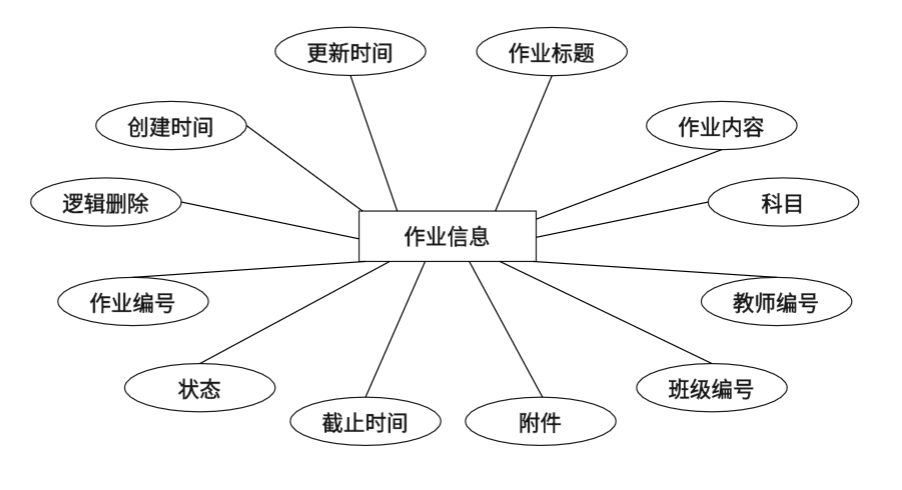 更新时间
作业标题
创建时间
作业内容
逻辑删除
科目
作业信息
作业编号
教师编号
状态
班级编号
截止时间
附件